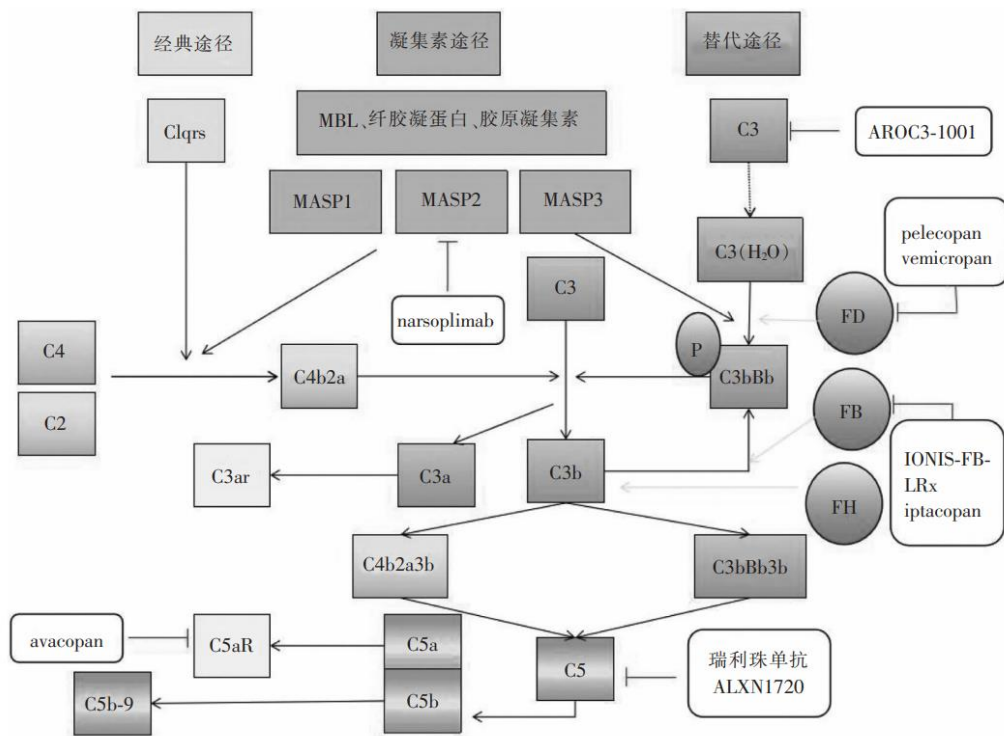 经典途径
凝集素途径
替代途径
Clqrs
MBL、纤胶凝蛋白、胶原凝集素
C3
AROC3-1001
MASP1
MASP2
MASP3
C3(H₂O)
pelecopan
vemicropan
C3
narsoplimab
FD
P
C4
C4b2a
C3bBb
C2
FB
C3ar
C3a
C3b
IONIS-FB-
LRx
iptacopan
FH
C4b2a3b
C3bBb3b
avacopan
C5aR
C5a
C5
瑞利珠单抗
ALXN1720
C5b-9
C5b